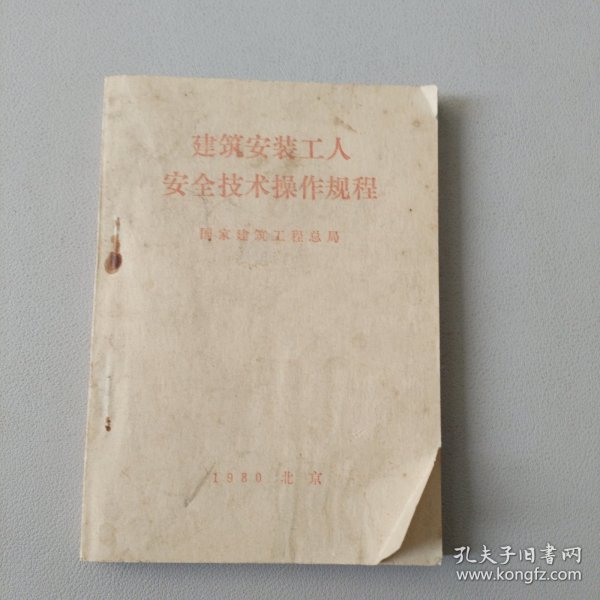 建筑安装工人
安全技术操作规程
国家建筑工程总局
1980 北京
孔夫子旧书网
www.kongfz.com